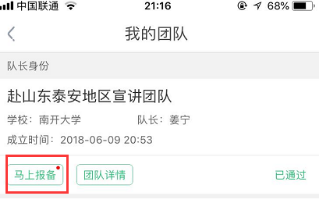 中国联通 21:16 68%
我的团队
队长身份
赴山东泰安地区宣讲团队
学校：南开大学 队长：姜宁
成立时间：2018-06-09 20:53
马上报备 团队详情 已通过